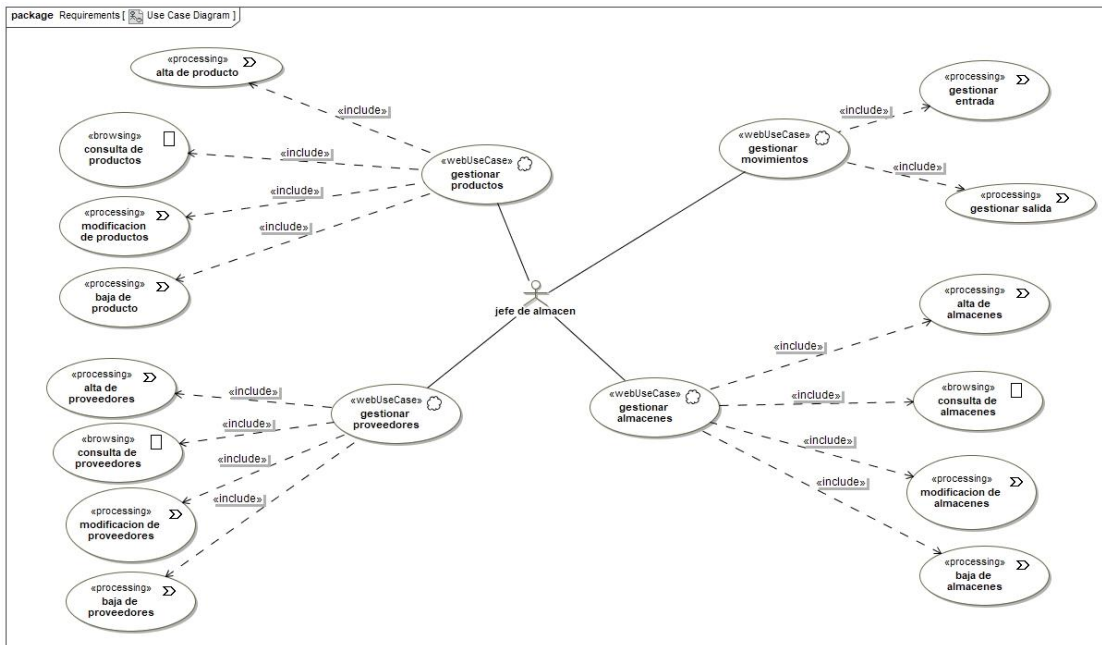 package Requirements [ Use Case Diagram ]
«processing»
alta de producto
«include»
«browsing»
consulta de
productos
«include»
«webUseCase»
gestionar
productos
«processing»
modificacion
de productos
«include»
«processing»
baja de
producto
«include»
«processing»
gestionar
entrada
«include»
«webUseCase»
gestionar
movimientos
«include»
«processing»
gestionar salida
jefe de almacen
«processing»
alta de
proveedores
«include»
«webUseCase»
gestionar
proveedores
«browsing»
consulta de
proveedores
«include»
«processing»
modificacion de
proveedores
«include»
«processing»
baja de
proveedores
«include»
«processing»
alta de
almacenes
«include»
«webUseCase»
gestionar
almacenes
«browsing»
consulta de
almacenes
«include»
«processing»
modificacion de
almacenes
«include»
«processing»
baja de
almacenes
«include»